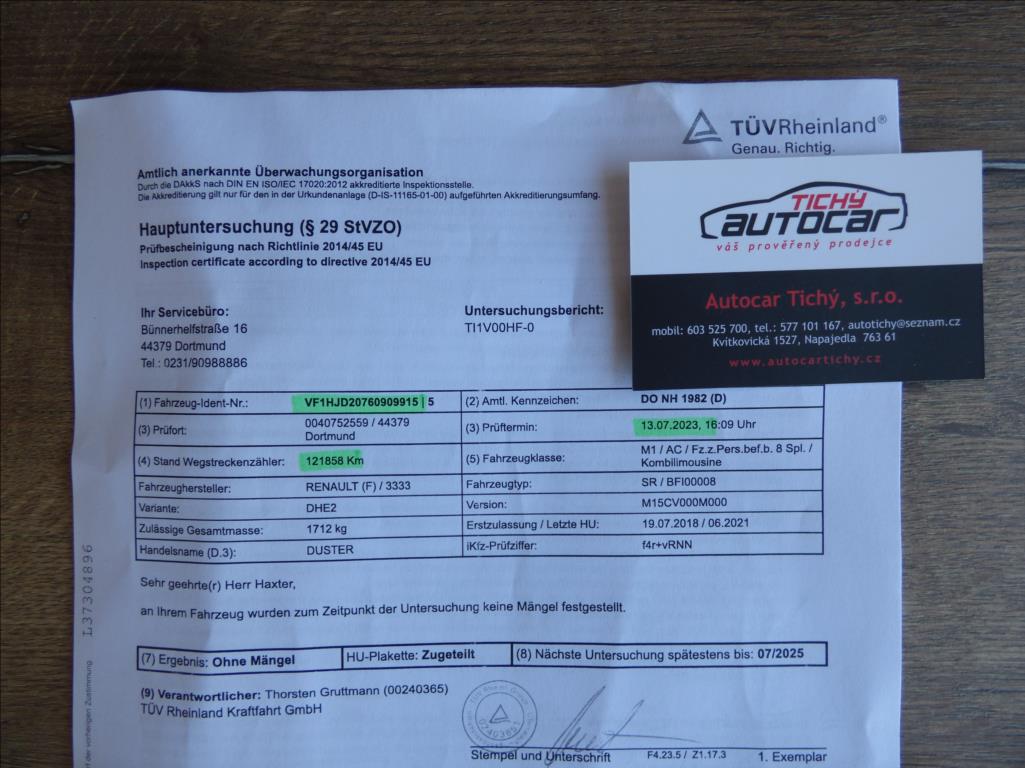 TÜVRheinland®
Genau. Richtig.
Amtlich anerkannte Überwachungsorganisation
Durch die DAkkS nach DIN EN ISO/IEC 17020:2012 akkreditierte Inspektionsstelle.
Die Akkreditierung gilt nur für den in der Urkundenanlage (D-IS-11165-01-00) aufgeführten Akkreditierungsumfang.
Hauptuntersuchung (§ 29 StVZO)
Prüfbescheinigung nach Richtlinie 2014/45 EU
Inspection certificate according to directive 2014/45 EU
TICHÝ
autocar
váš prověřený prodejce
Autocar Tichý, s.r.o.
mobil: 603 525 700, tel.: 577 101 167, autotichy@seznam.cz
Kvítkovická 1527, Napajedla 763 61
www.autocartichy.cz
Ihr Servicebüro:
Bünnerhelfstraße 16
44379 Dortmund
Tel.: 0231/90988886
Untersuchungsbericht:
TI1V00HF-0
(1) Fahrzeug-Ident-Nr.: VF1HJD20760909915 | 5 (2) Amtl. Kennzeichen: DO NH 1982 (D)
(3) Prüfort: 0040752559 / 44379 Dortmund (3) Prüftermin: 13.07.2023, 16:09 Uhr
(4) Stand Wegstreckenzähler: 121858 Km (5) Fahrzeugklasse: M1 / AC / Fz.z.Pers.bef.b. 8 Spl. / Kombilimousine
Fahrzeughersteller: RENAULT (F) / 3333 Fahrzeugtyp: SR / BFI00008
Variante: DHE2 Version: M15CV000M000
Zulässige Gesamtmasse: 1712 kg Erstzulassung / Letzte HU: 19.07.2018 / 06.2021
Handelsname (D.3): DUSTER iKfz-Prüfziffer: f4r+vRNN
Sehr geehrte(r) Herr Haxter,
an Ihrem Fahrzeug wurden zum Zeitpunkt der Untersuchung keine Mängel festgestellt.
(7) Ergebnis: Ohne Mängel HU-Plakette: Zugeteilt (8) Nächste Untersuchung spätestens bis: 07/2025
(9) Verantwortlicher: Thorsten Gruttmann (00240365)
TÜV Rheinland Kraftfahrt GmbH
Stempel und Unterschrift F4.23.5 / Z1.17.3 1. Exemplar
L37304896
der vorherigen Zustimmung